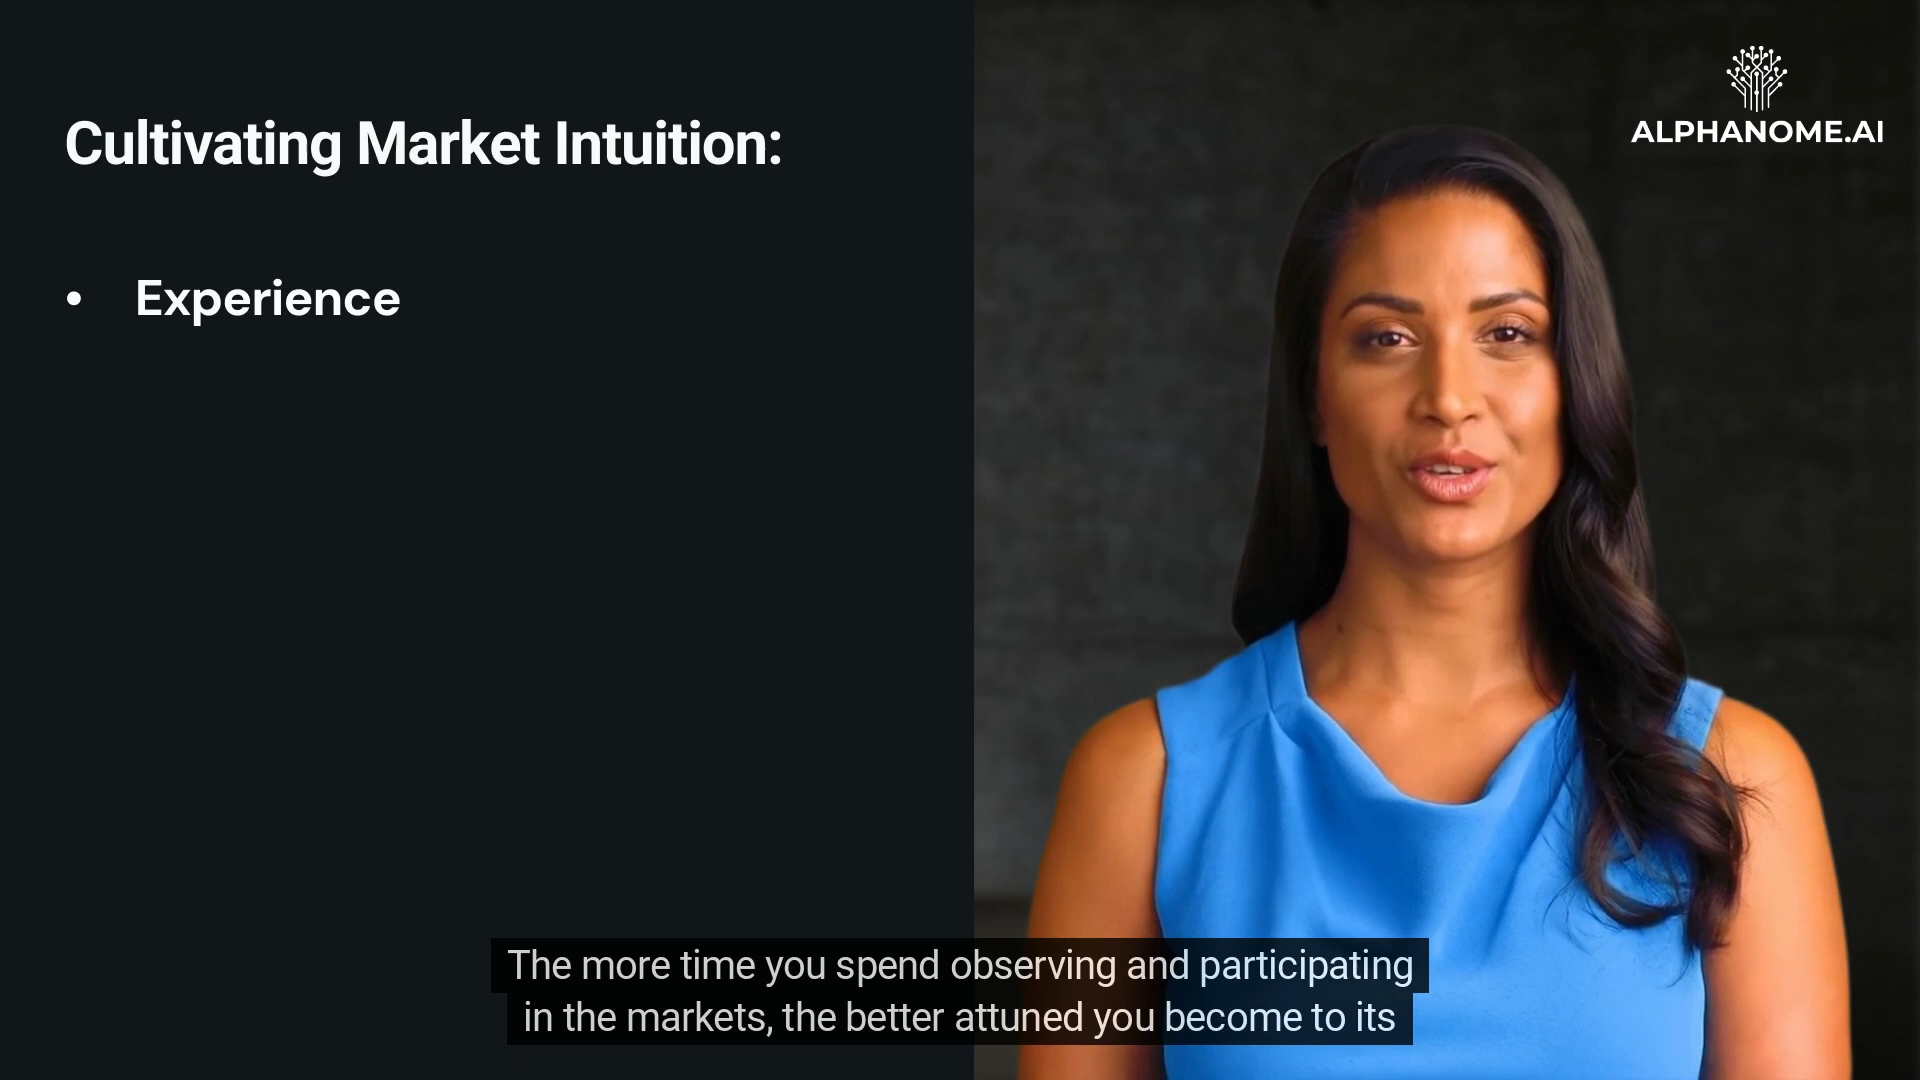 Cultivating Market Intuition:
• Experience
ALPHANOME.AI
The more time you spend observing and participating
in the markets, the better attuned you become to its